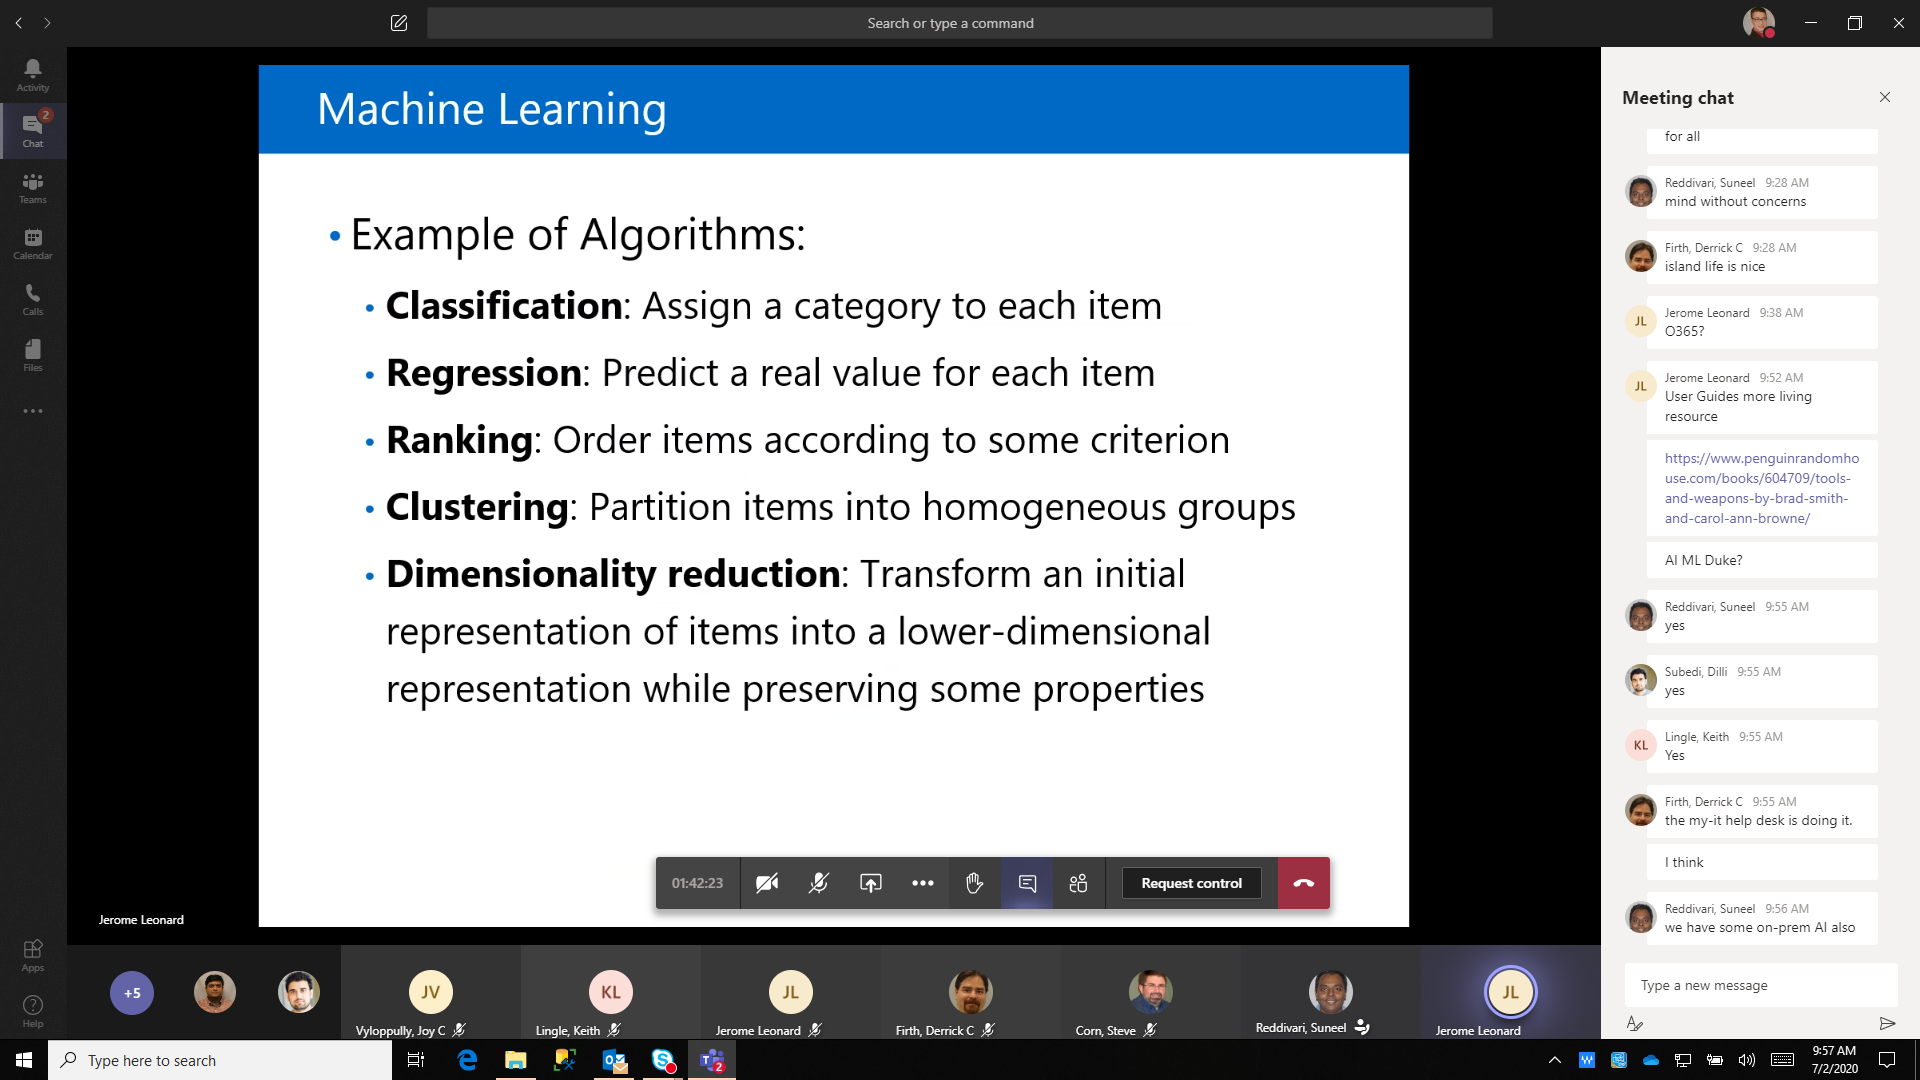 Search or type a command
Activity
2
Chat
Teams
Calendar
Calls
Files
Apps
Help
Machine Learning
• Example of Algorithms:
• Classification: Assign a category to each item
• Regression: Predict a real value for each item
• Ranking: Order items according to some criterion
• Clustering: Partition items into homogeneous groups
• Dimensionality reduction: Transform an initial
representation of items into a lower-dimensional
representation while preserving some properties
01:42:23
Request control
Jerome Leonard
+5
JV
Vyloppully, Joy C
KL
Lingle, Keith
JL
Jerome Leonard
Firth, Derrick C
Corn, Steve
Reddivari, Suneel
JL
Jerome Leonard
Meeting chat
for all
Reddivari, Suneel 9:28 AM
mind without concerns
Firth, Derrick C 9:28 AM
island life is nice
JL
Jerome Leonard 9:38 AM
O365?
JL
Jerome Leonard 9:52 AM
User Guides more living
resource
https://www.penguinrandomho
use.com/books/604709/tools-
and-weapons-by-brad-smith-
and-carol-ann-browne/
AI ML Duke?
Reddivari, Suneel 9:55 AM
yes
Subedi, Dilli 9:55 AM
yes
KL
Lingle, Keith 9:55 AM
Yes
Firth, Derrick C 9:55 AM
the my-it help desk is doing it.
I think
Reddivari, Suneel 9:56 AM
we have some on-prem AI also
Type a new message
Type here to search
2
9:57 AM
7/2/2020